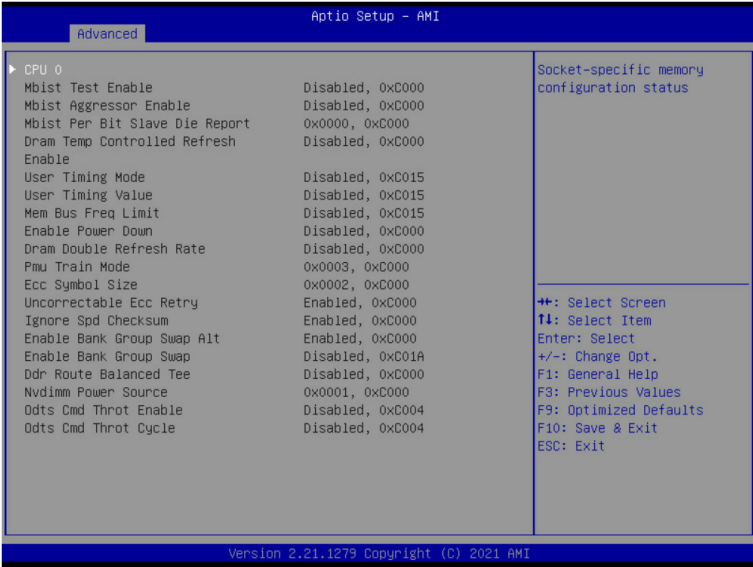 Aptio Setup – AMI
Advanced
CPU 0
Mbist Test Enable Disabled, 0xC000
Mbist Aggressor Enable Disabled, 0xC000
Mbist Per Bit Slave Die Report 0x0000, 0xC000
Dram Temp Controlled Refresh Disabled, 0xC000
Enable
User Timing Mode Disabled, 0xC015
User Timing Value Disabled, 0xC015
Mem Bus Freq Limit Disabled, 0xC015
Enable Power Down Disabled, 0xC000
Dram Double Refresh Rate Disabled, 0xC000
Pmu Train Mode 0x0003, 0xC000
Ecc Symbol Size 0x0002, 0xC000
Uncorrectable Ecc Retry Enabled, 0xC000
Ignore Spd Checksum Enabled, 0xC000
Enable Bank Group Swap Alt Enabled, 0xC000
Enable Bank Group Swap Disabled, 0xC01A
Ddr Route Balanced Tee Disabled, 0xC000
Nvdimm Power Source 0x0001, 0xC000
Odts Cmd Throt Enable Disabled, 0xC004
Odts Cmd Throt Cycle Disabled, 0xC004
Socket-specific memory
configuration status
→←: Select Screen
↑↓: Select Item
Enter: Select
+/-: Change Opt.
F1: General Help
F3: Previous Values
F9: Optimized Defaults
F10: Save & Exit
ESC: Exit
Version 2.21.1279 Copyright (C) 2021 AMI